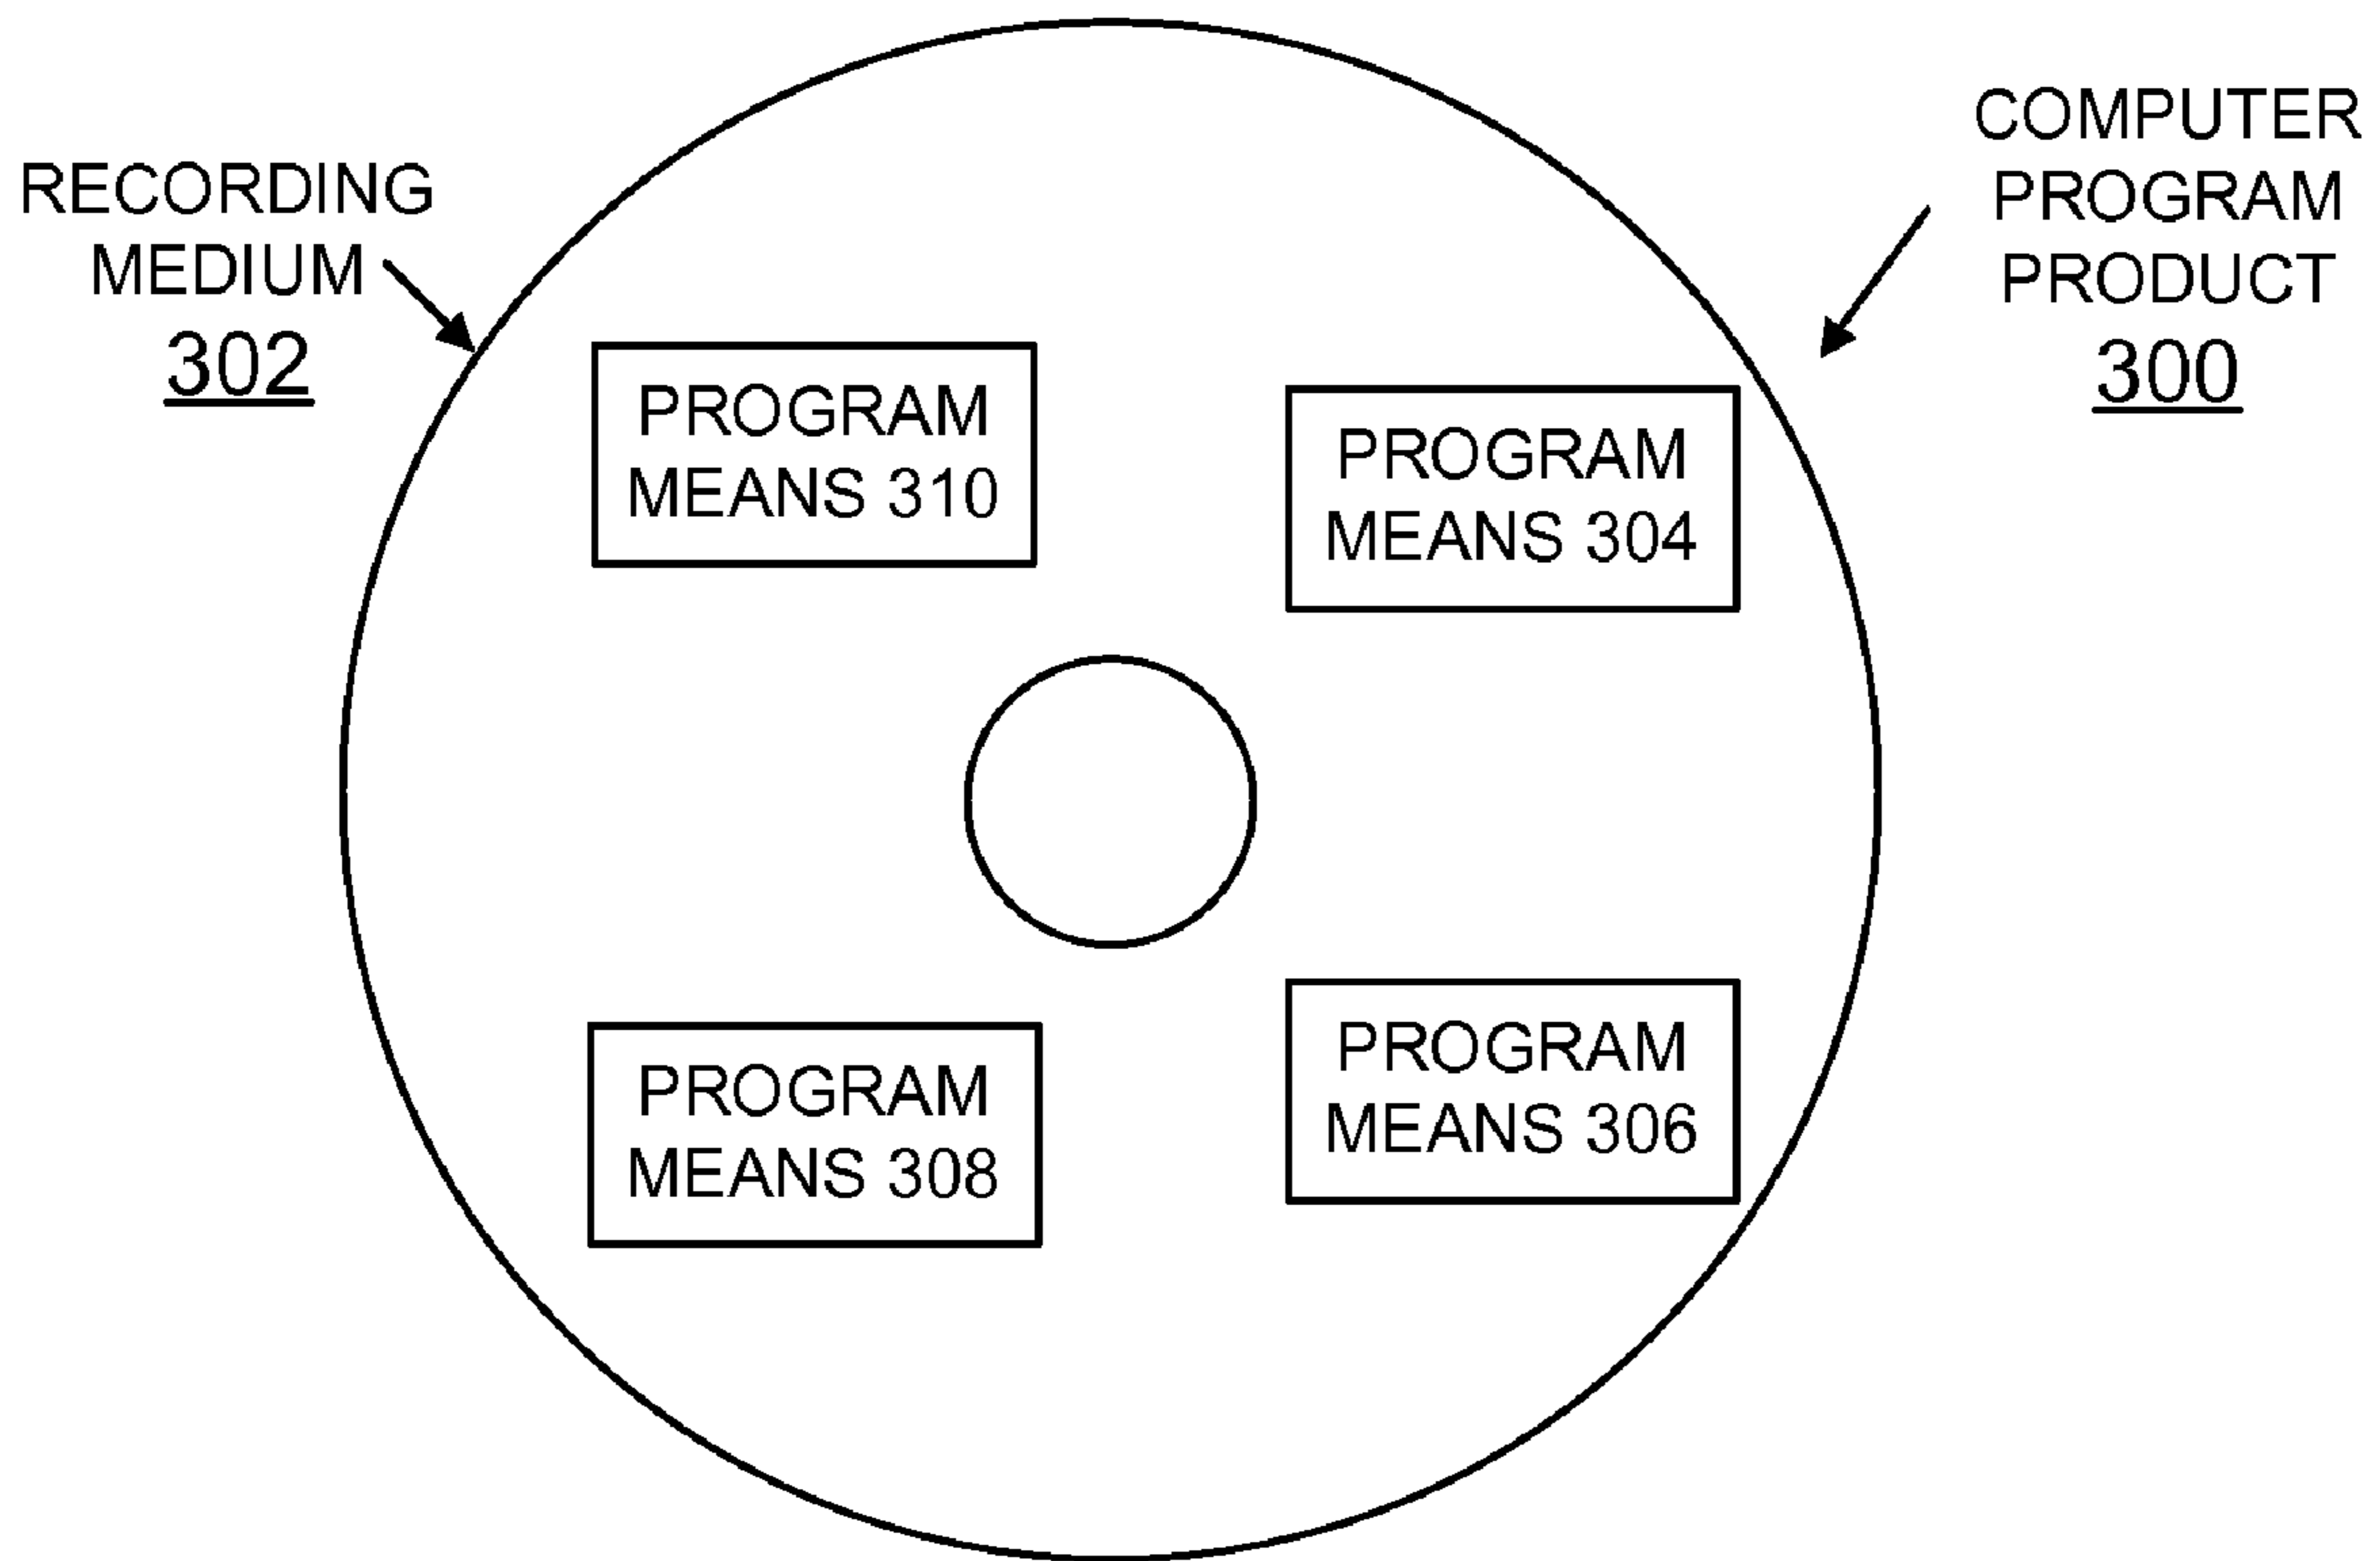 RECORDING
MEDIUM
302
COMPUTER
PROGRAM
PRODUCT
300
PROGRAM
MEANS 310
PROGRAM
MEANS 304
PROGRAM
MEANS 308
PROGRAM
MEANS 306